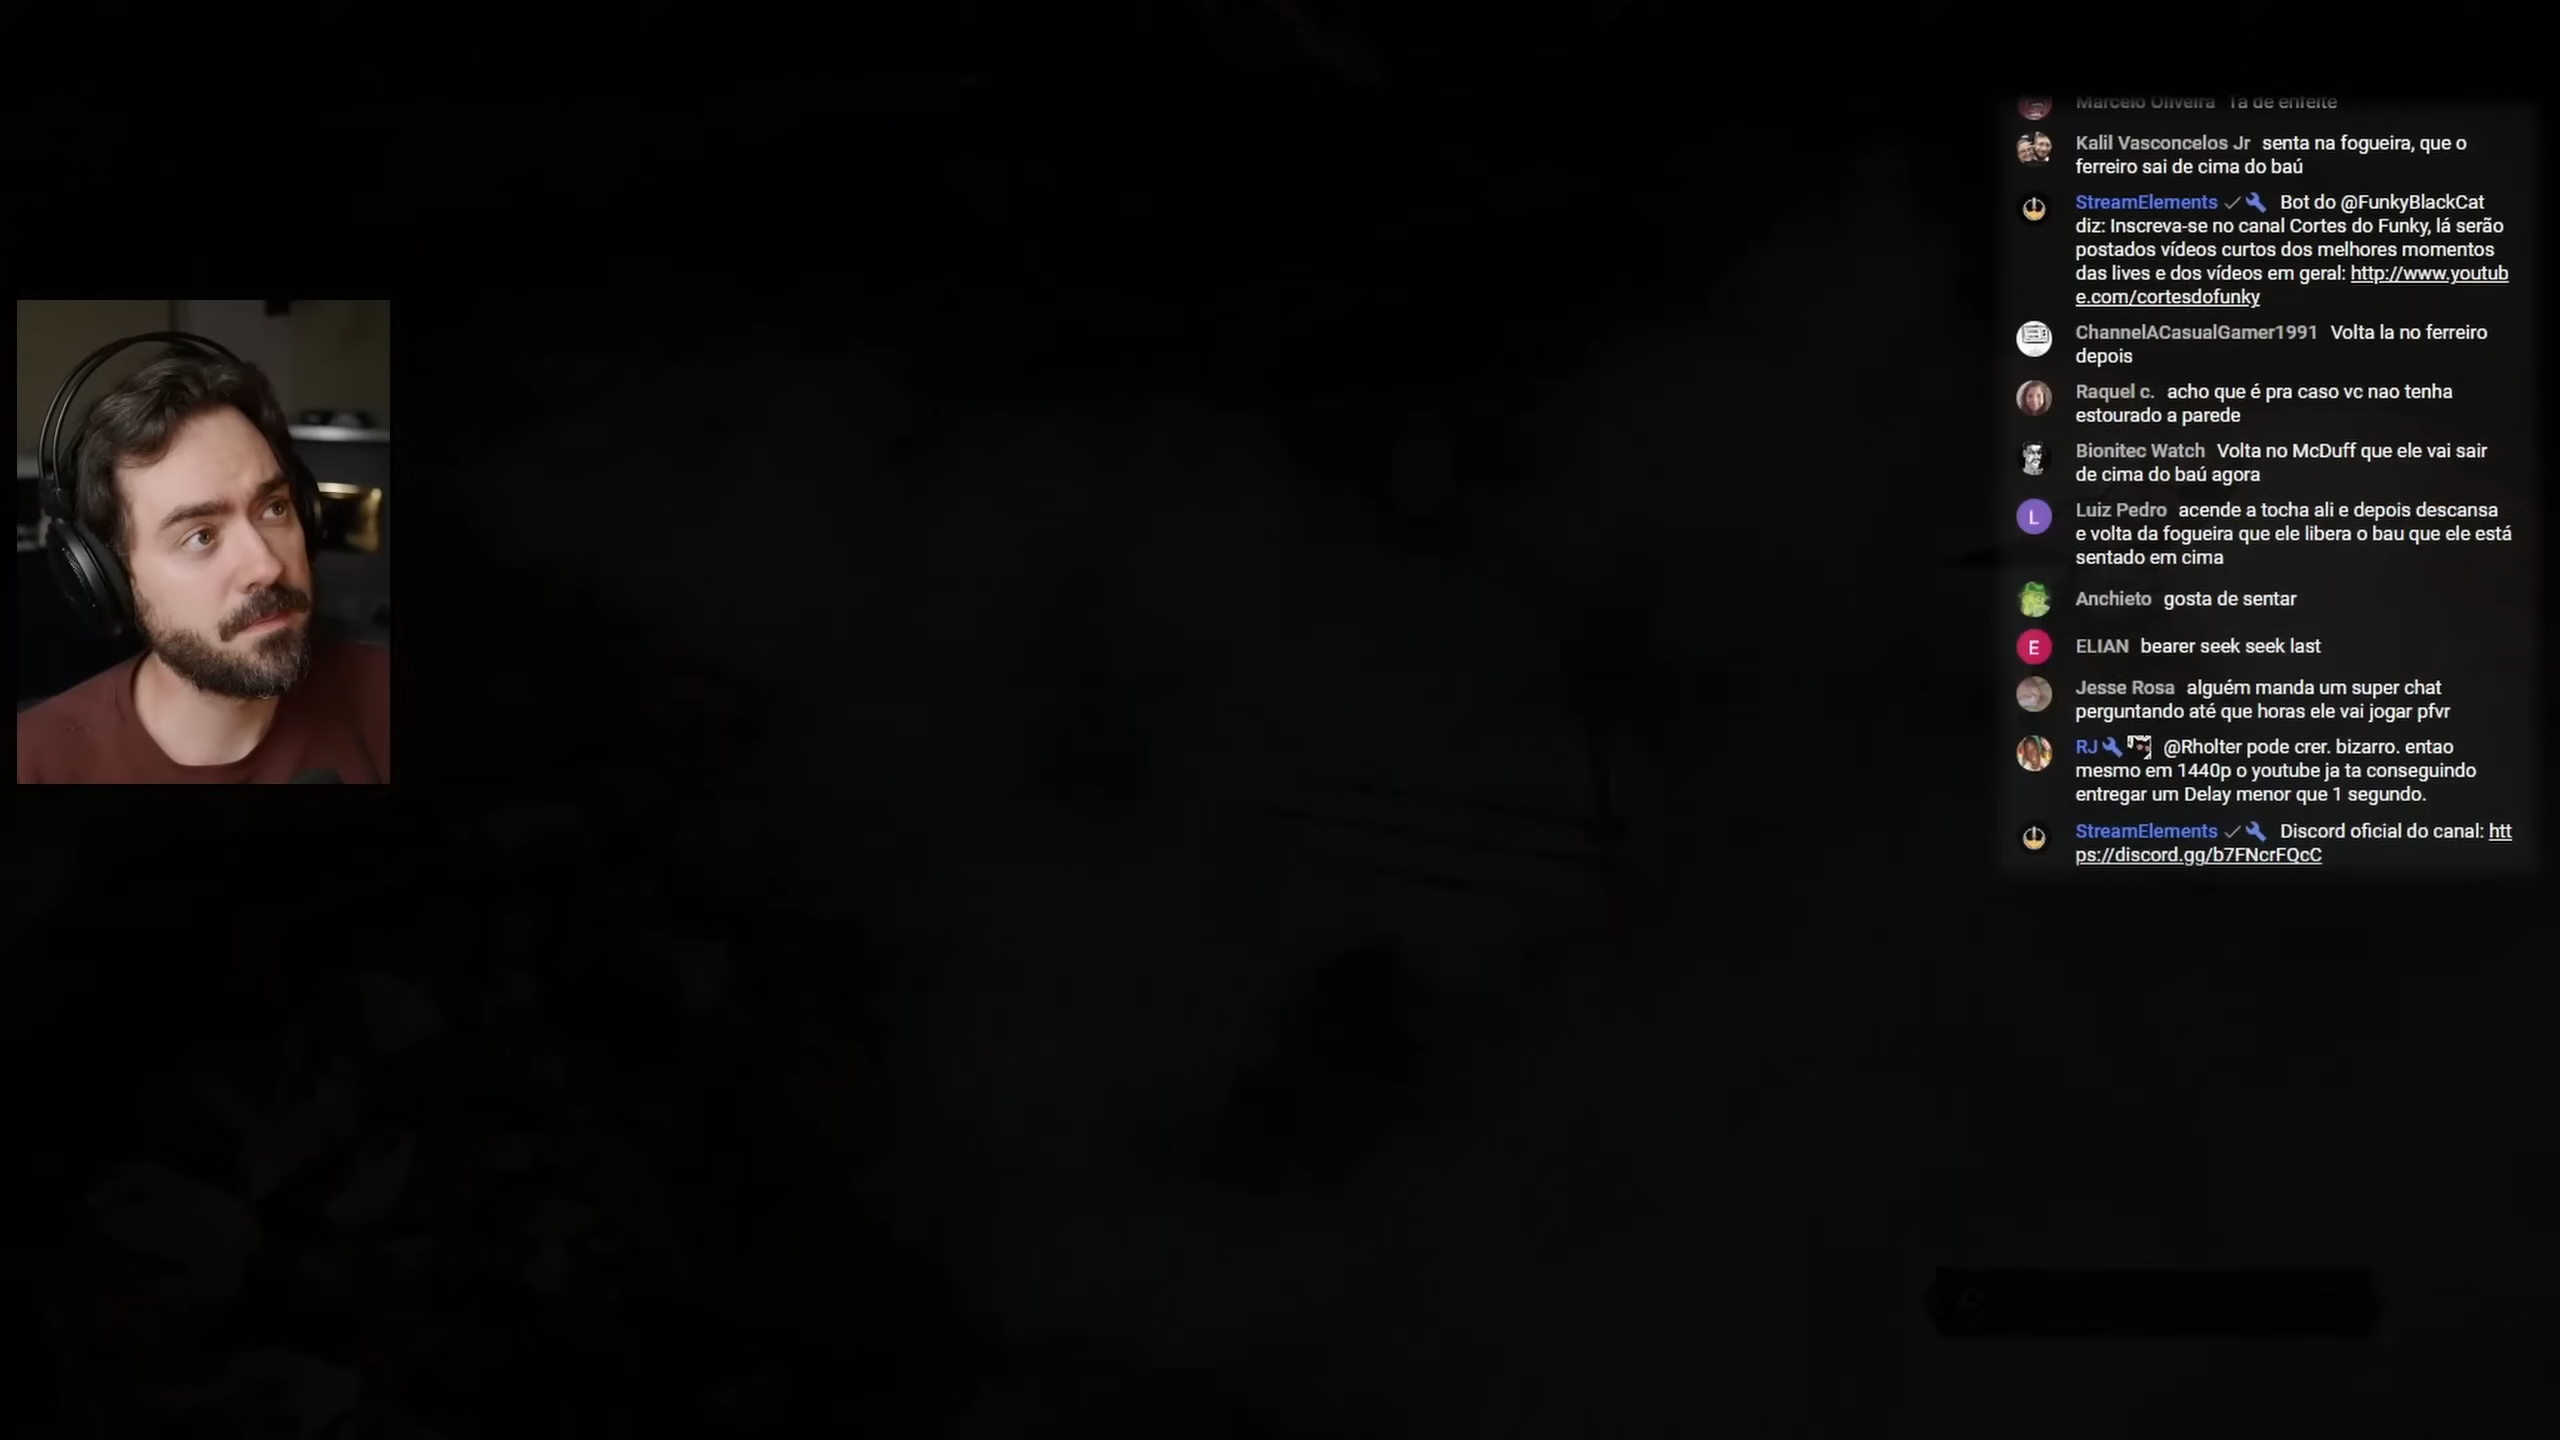 Marcelo Oliveira Tá de enfeite
Kalil Vasconcelos Jr senta na fogueira, que o
ferreiro sai de cima do baú
StreamElements Bot do @FunkyBlackCat
diz: Inscreva-se no canal Cortes do Funky, lá serão
postados vídeos curtos dos melhores momentos
das lives e dos vídeos em geral: http://www.youtub
e.com/cortesdofunky
ChannelACasualGamer1991 Volta la no ferreiro
depois
Raquel c. acho que é pra caso vc nao tenha
estourado a parede
Bionitec Watch Volta no McDuff que ele vai sair
de cima do baú agora
L Luiz Pedro acende a tocha ali e depois descansa
e volta da fogueira que ele libera o bau que ele está
sentado em cima
Anchieto gosta de sentar
E ELIAN bearer seek seek last
Jesse Rosa alguém manda um super chat
perguntando até que horas ele vai jogar pfvr
RJ @Rholter pode crer. bizarro. entao
mesmo em 1440p o youtube ja ta conseguindo
entregar um Delay menor que 1 segundo.
StreamElements Discord oficial do canal: htt
ps://discord.gg/b7FNcrFQcC